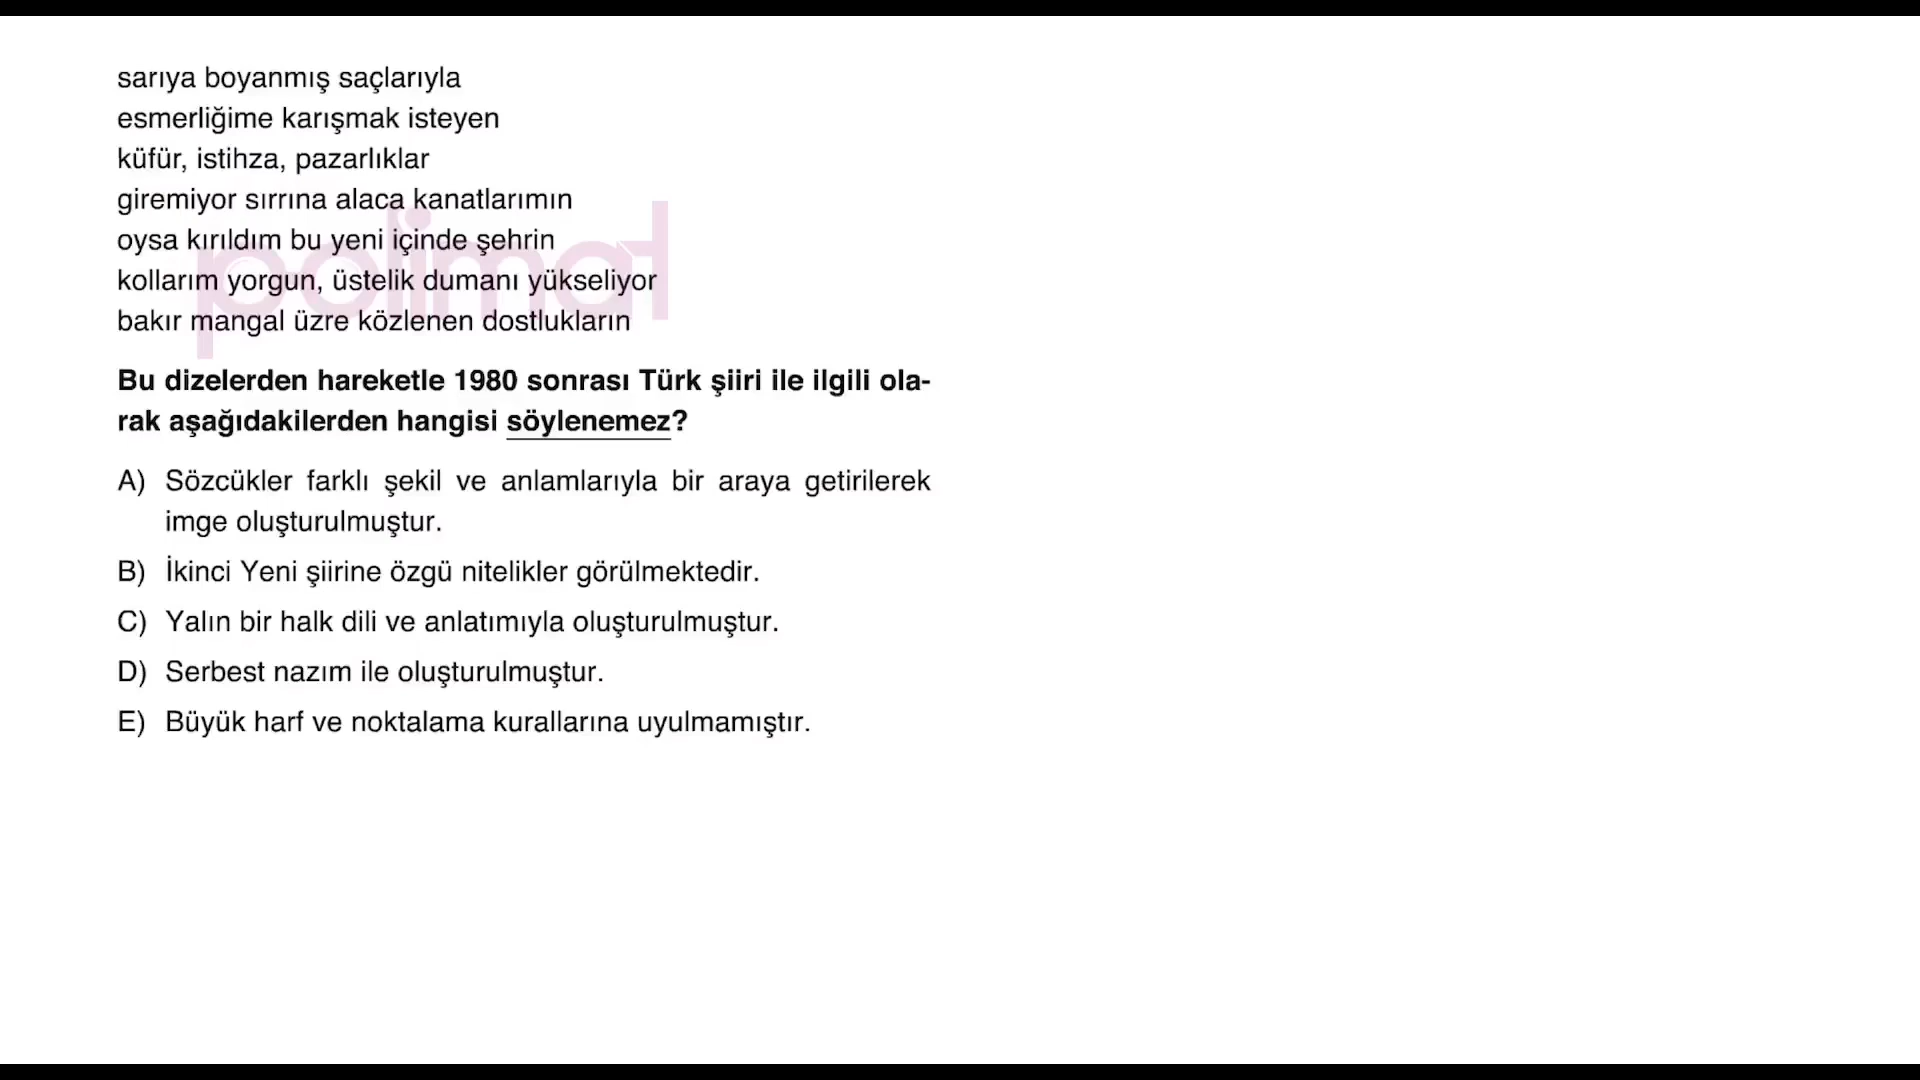 sarıya boyanmış saçlarıyla
esmerliğime karışmak isteyen
küfür, istihza, pazarlıklar
giremiyor sırrına alaca kanatlarımın
oysa kırıldım bu yeni içinde şehrin
kollarım yorgun, üstelik dumanı yükseliyor
bakır mangal üzre közlenen dostlukların
polimat
Bu dizelerden hareketle 1980 sonrası Türk şiiri ile ilgili ola-
rak aşağıdakilerden hangisi söylenemez?
A) Sözcükler farklı şekil ve anlamlarıyla bir araya getirilerek
imge oluşturulmuştur.
B) İkinci Yeni şiirine özgü nitelikler görülmektedir.
C) Yalın bir halk dili ve anlatımıyla oluşturulmuştur.
D) Serbest nazım ile oluşturulmuştur.
E) Büyük harf ve noktalama kurallarına uyulmamıştır.